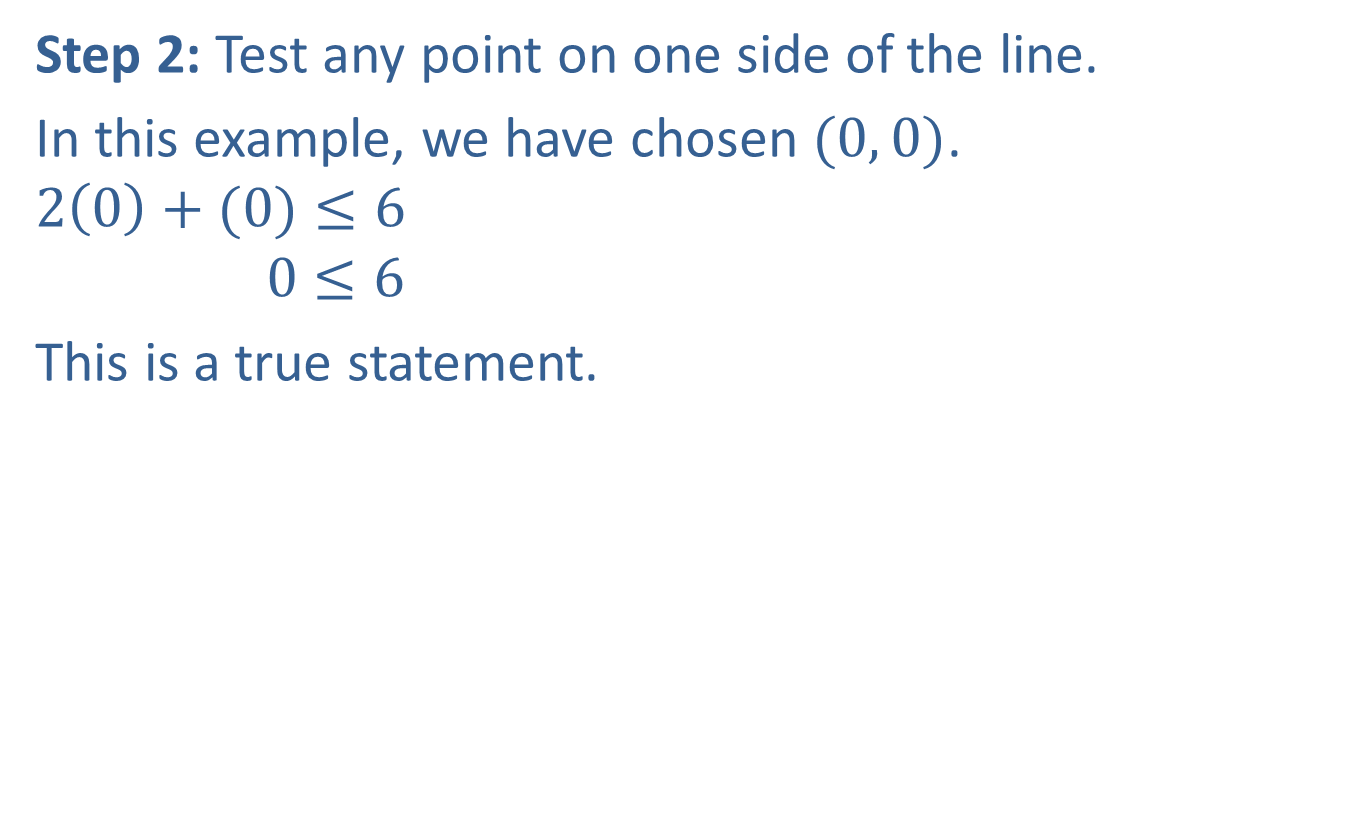 Step 2: Test any point on one side of the line.
In this example, we have chosen (0, 0).
2(0) + (0) ≤ 6
0 ≤ 6
This is a true statement.